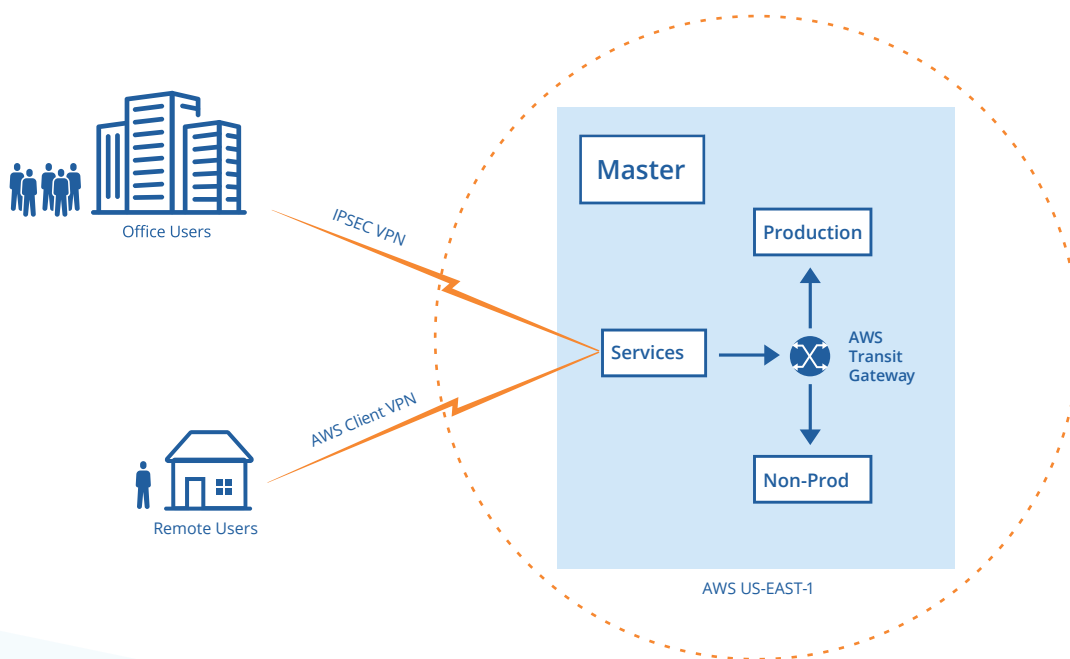 Master
Production
IPSEC VPN
Office Users
Services
AWS
Transit
Gateway
AWS Client VPN
Non-Prod
Remote Users
AWS US-EAST-1